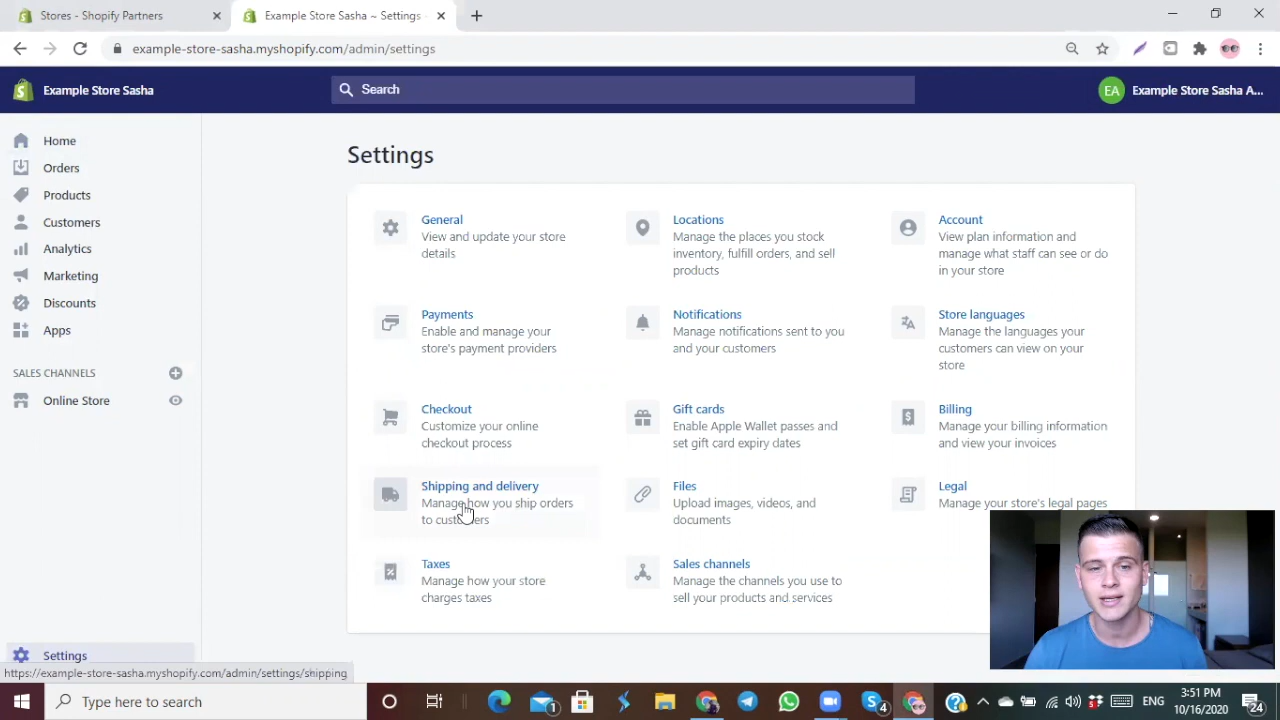 Stores - Shopify Partners
Example Store Sasha ~ Settings
example-store-sasha.myshopify.com/admin/settings
Example Store Sasha
Search
EA
Example Store Sasha A...
Home
Orders
Products
Customers
Analytics
Marketing
Discounts
Apps
SALES CHANNELS
Online Store
Settings
https://example-store-sasha.myshopify.com/admin/settings/shipping
Settings
General
View and update your store
details
Locations
Manage the places you stock
inventory, fulfill orders, and sell
products
Account
View plan information and
manage what staff can see or do
in your store
Payments
Enable and manage your
store's payment providers
Notifications
Manage notifications sent to you
and your customers
Store languages
Manage the languages your
customers can view on your
store
Checkout
Customize your online
checkout process
Gift cards
Enable Apple Wallet passes and
set gift card expiry dates
Billing
Manage your billing information
and view your invoices
Shipping and delivery
Manage how you ship orders
to customers
Files
Upload images, videos, and
documents
Legal
Manage your store's legal pages
Taxes
Manage how your store
charges taxes
Sales channels
Manage the channels you use to
sell your products and services
Type here to search
1
4
ENG
3:51 PM
10/16/2020
24